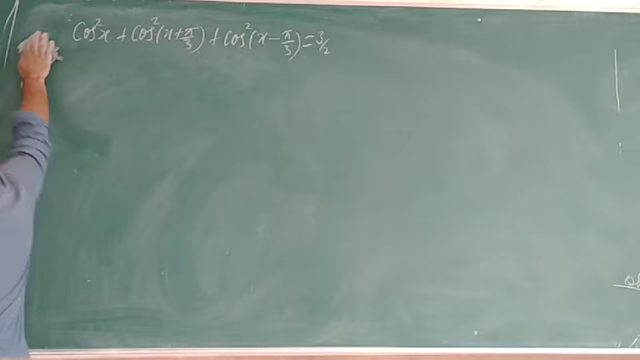 cos²x + cos²(x+π/3) + cos²(x−π/3) = 3/2